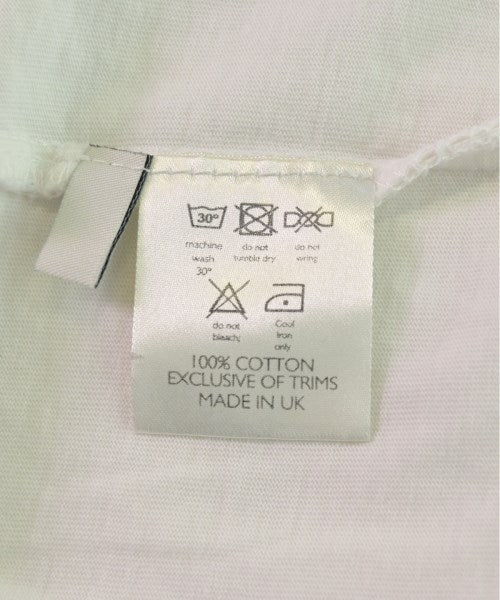 30°
machine
wash
30°
do not
tumble dry
do not
wring
do not
bleach
Cool
Iron
only
100% COTTON
EXCLUSIVE OF TRIMS
MADE IN UK